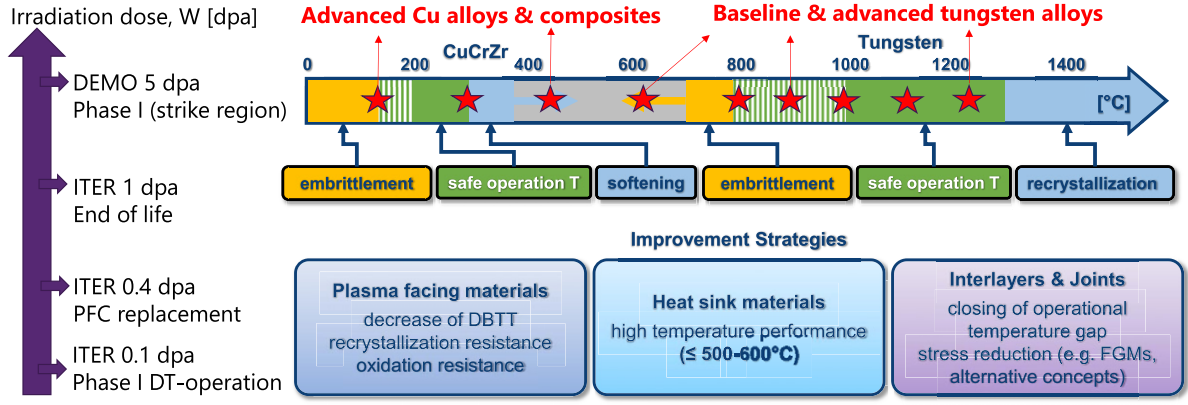 Irradiation dose, W [dpa]
DEMO 5 dpa
Phase I (strike region)
ITER 1 dpa
End of life
ITER 0.4 dpa
PFC replacement
ITER 0.1 dpa
Phase I DT-operation
Advanced Cu alloys & composites
Baseline & advanced tungsten alloys
CuCrZr
Tungsten
0 200 400 600 800 1000 1200 1400
[°C]
embrittlement
safe operation T
softening
embrittlement
safe operation T
recrystallization
Improvement Strategies
Plasma facing materials
decrease of DBTT
recrystallization resistance
oxidation resistance
Heat sink materials
high temperature performance
(≤ 500-600°C)
Interlayers & Joints
closing of operational
temperature gap
stress reduction (e.g. FGMs,
alternative concepts)